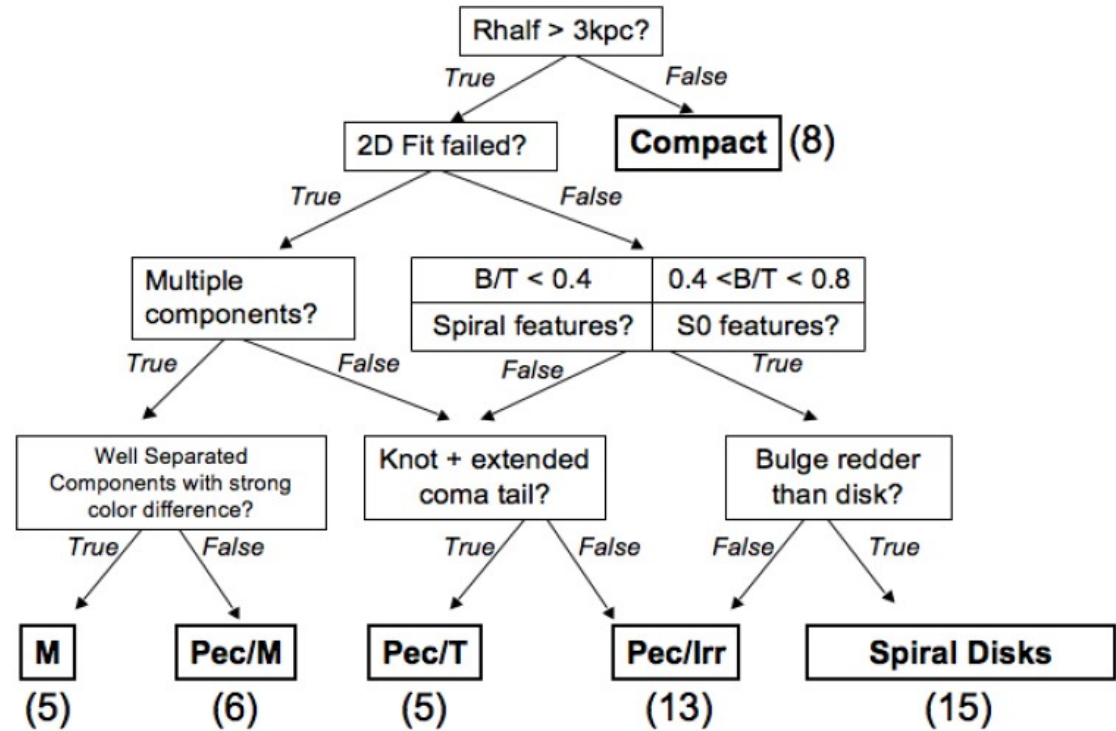 Rhalf > 3kpc?
True
False
2D Fit failed?
Compact (8)
True
False
Multiple
components?
B/T < 0.4
0.4 <B/T < 0.8
Spiral features?
S0 features?
True
False
False
True
Well Separated
Components with strong
color difference?
Knot + extended
coma tail?
Bulge redder
than disk?
True
False
True
False
False
True
M
Pec/M
Pec/T
Pec/Irr
Spiral Disks
(5)
(6)
(5)
(13)
(15)